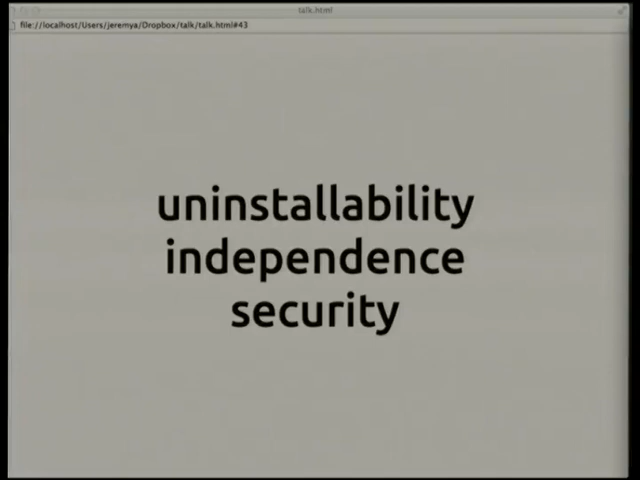 talk.html
file://localhost/Users/jeremya/Dropbox/talk/talk.html#43
uninstallability
independence
security